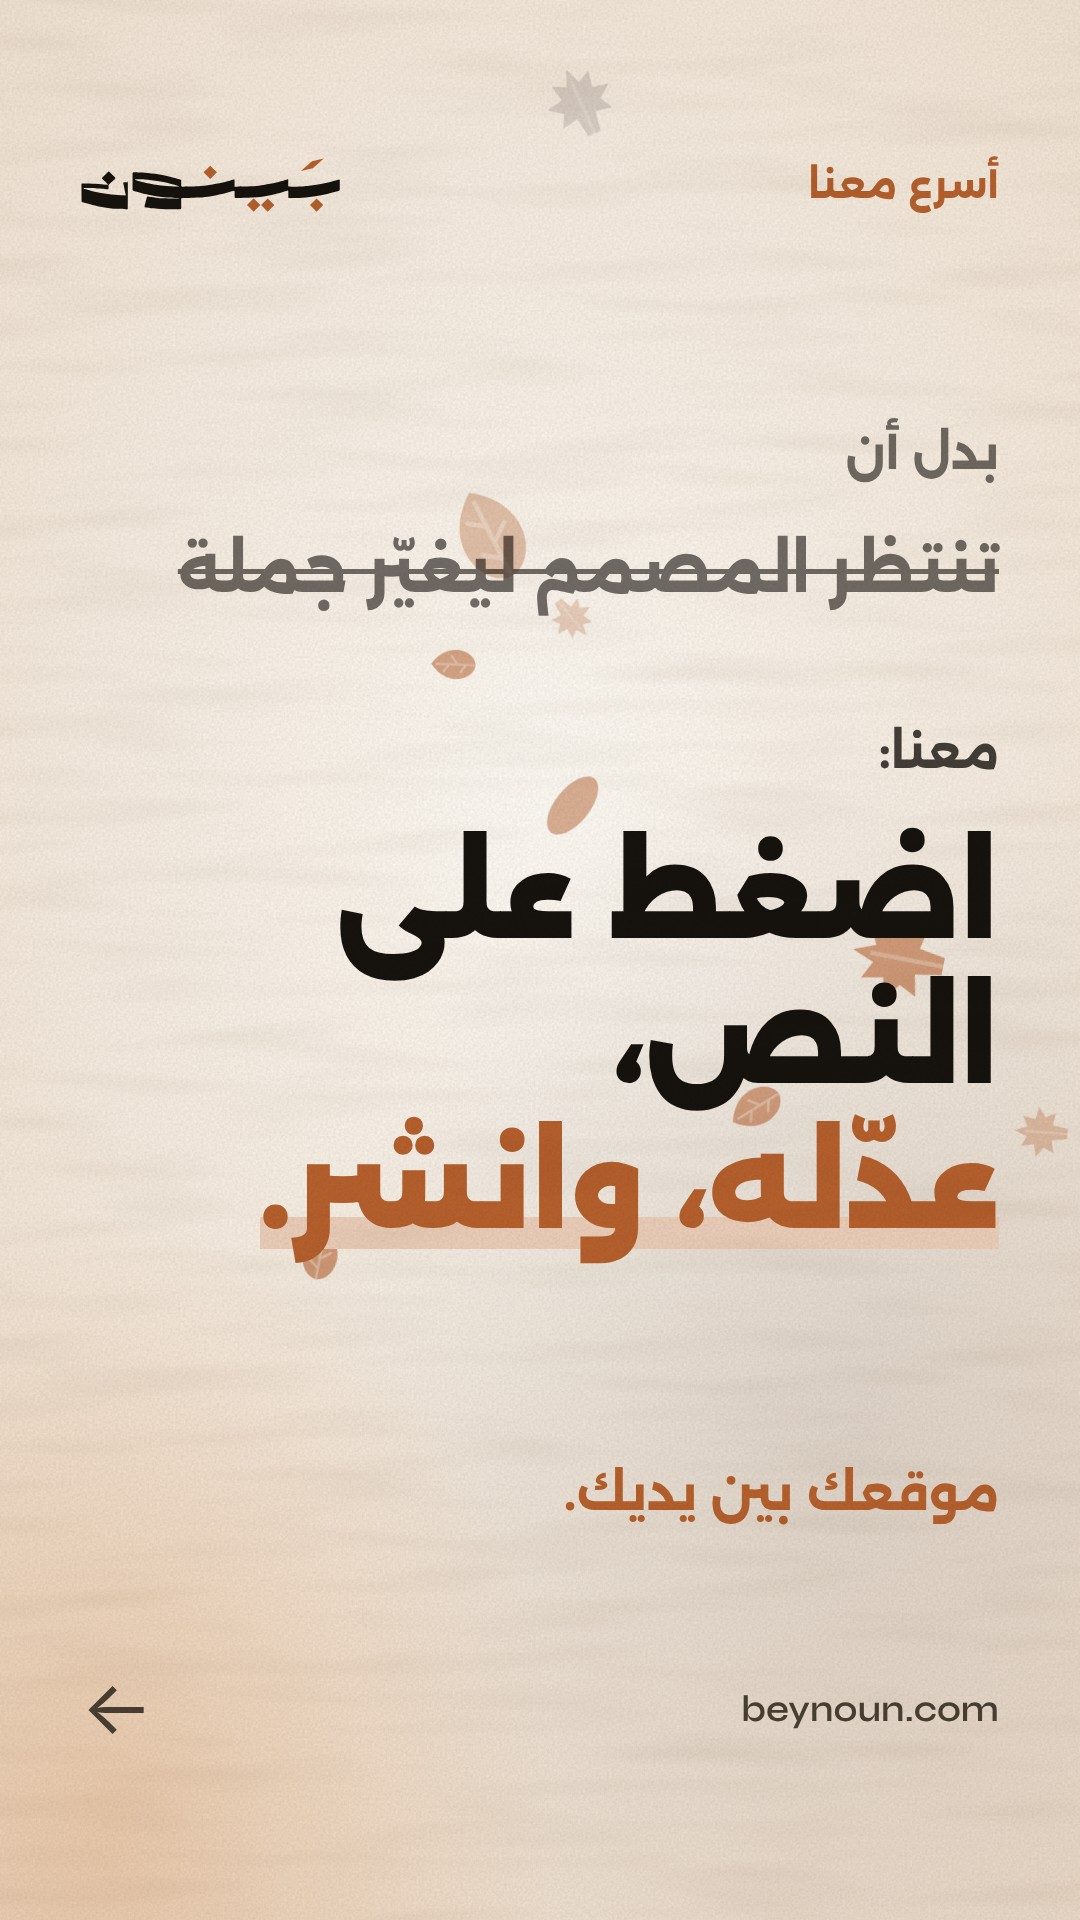 أسرع معنا
بَينون
بدل أن
تنتظر المصمم ليغيّر جملة
معنا:
اضغط على
النص،
عدّله، وانشر.
موقعك بين يديك.
beynoun.com